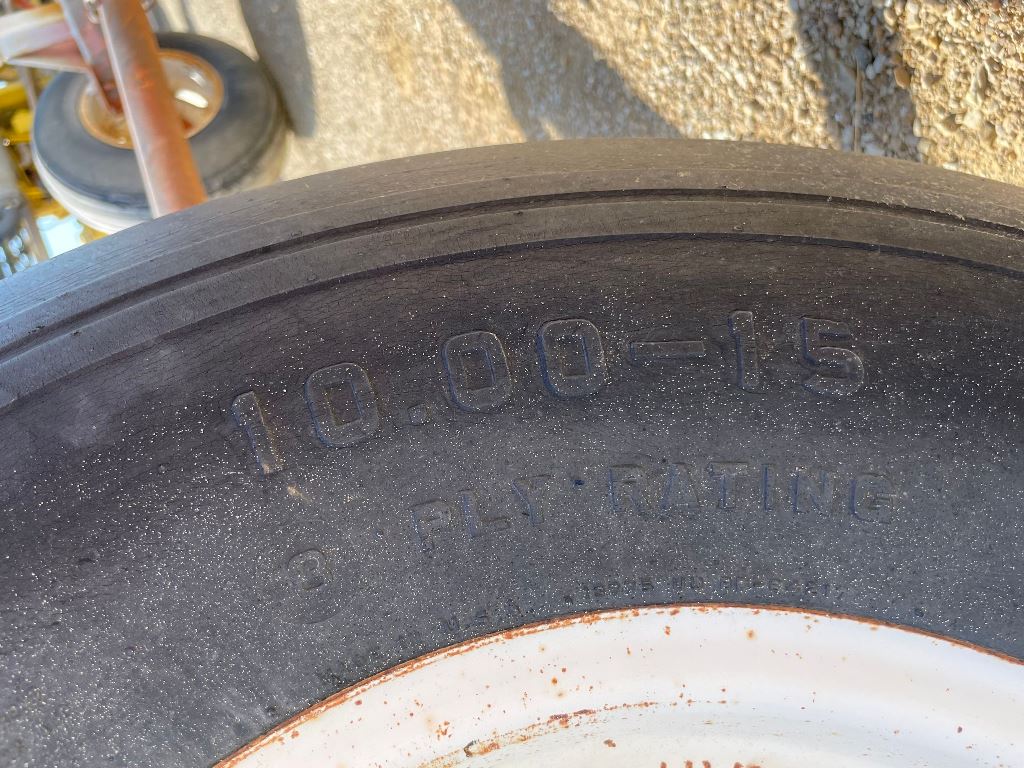 10.00-15
8 PLY RATING
U.S.A.